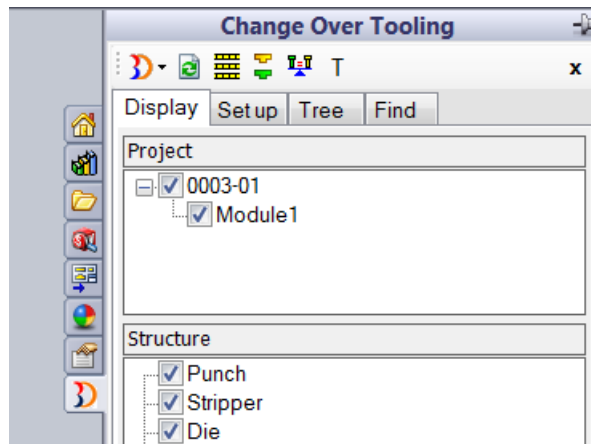 Change Over Tooling
T
x
Display Set up Tree Find
Project
0003-01
Module1
Structure
Punch
Stripper
Die